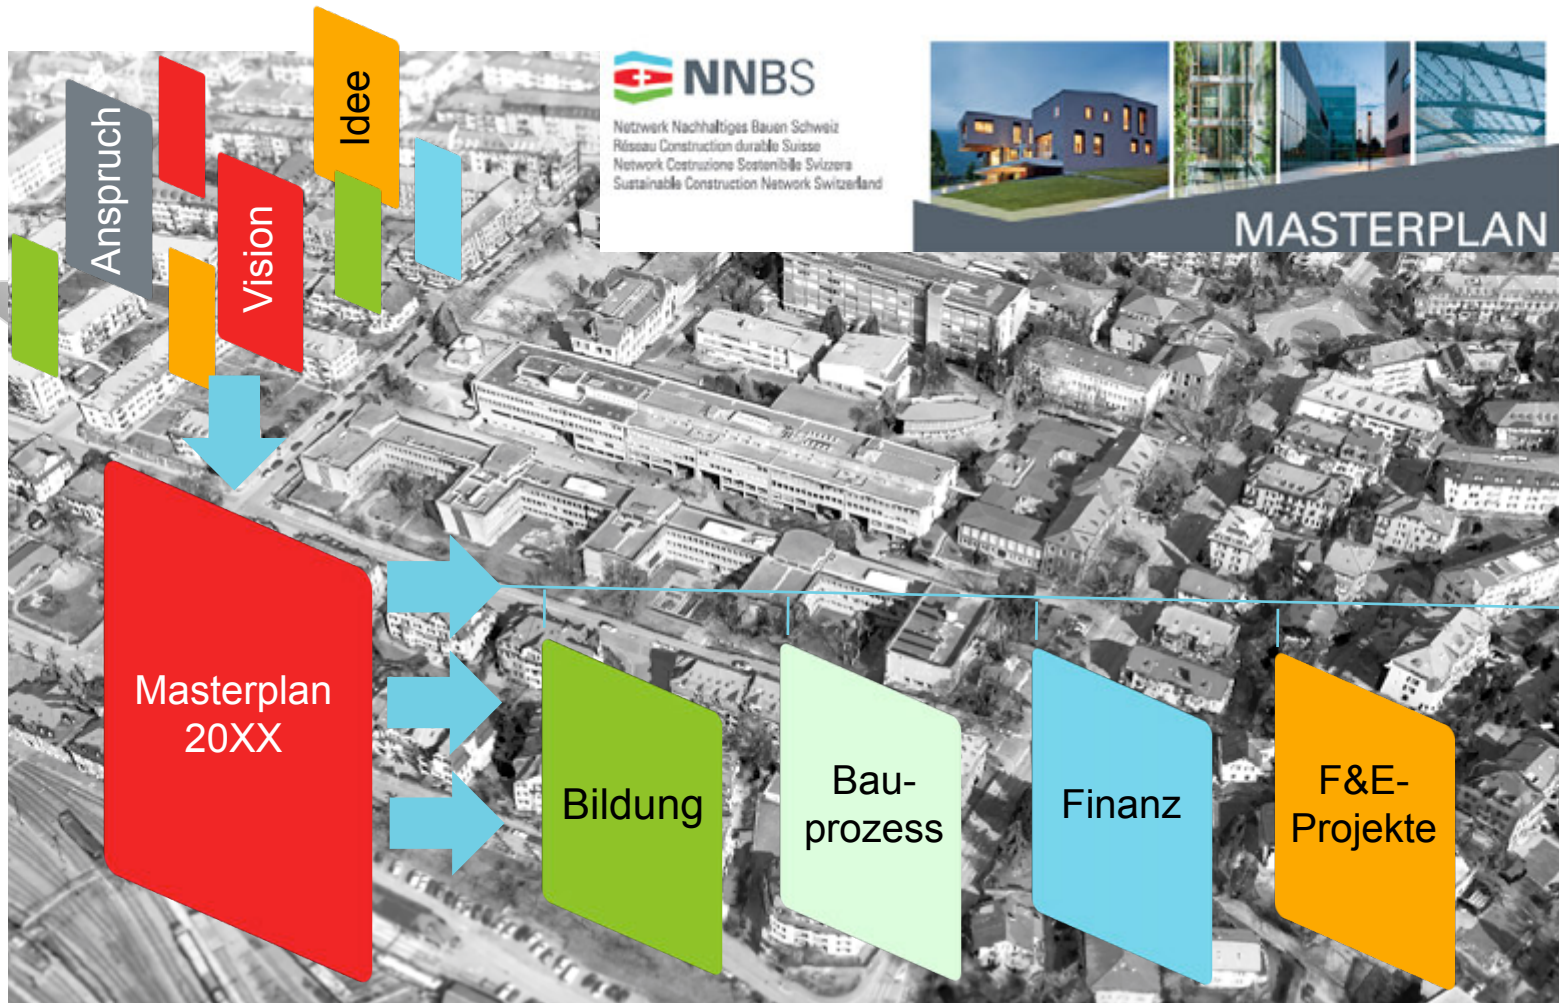 Idee
Anspruch
Vision
NNBS
Netzwerk Nachhaltiges Bauen Schweiz
Réseau Construction durable Suisse
Network Costruzione Sostenibile Svizzera
Sustainable Construction Network Switzerland
MASTERPLAN
Masterplan
20XX
Bildung
Bau-
prozess
Finanz
F&E-
Projekte